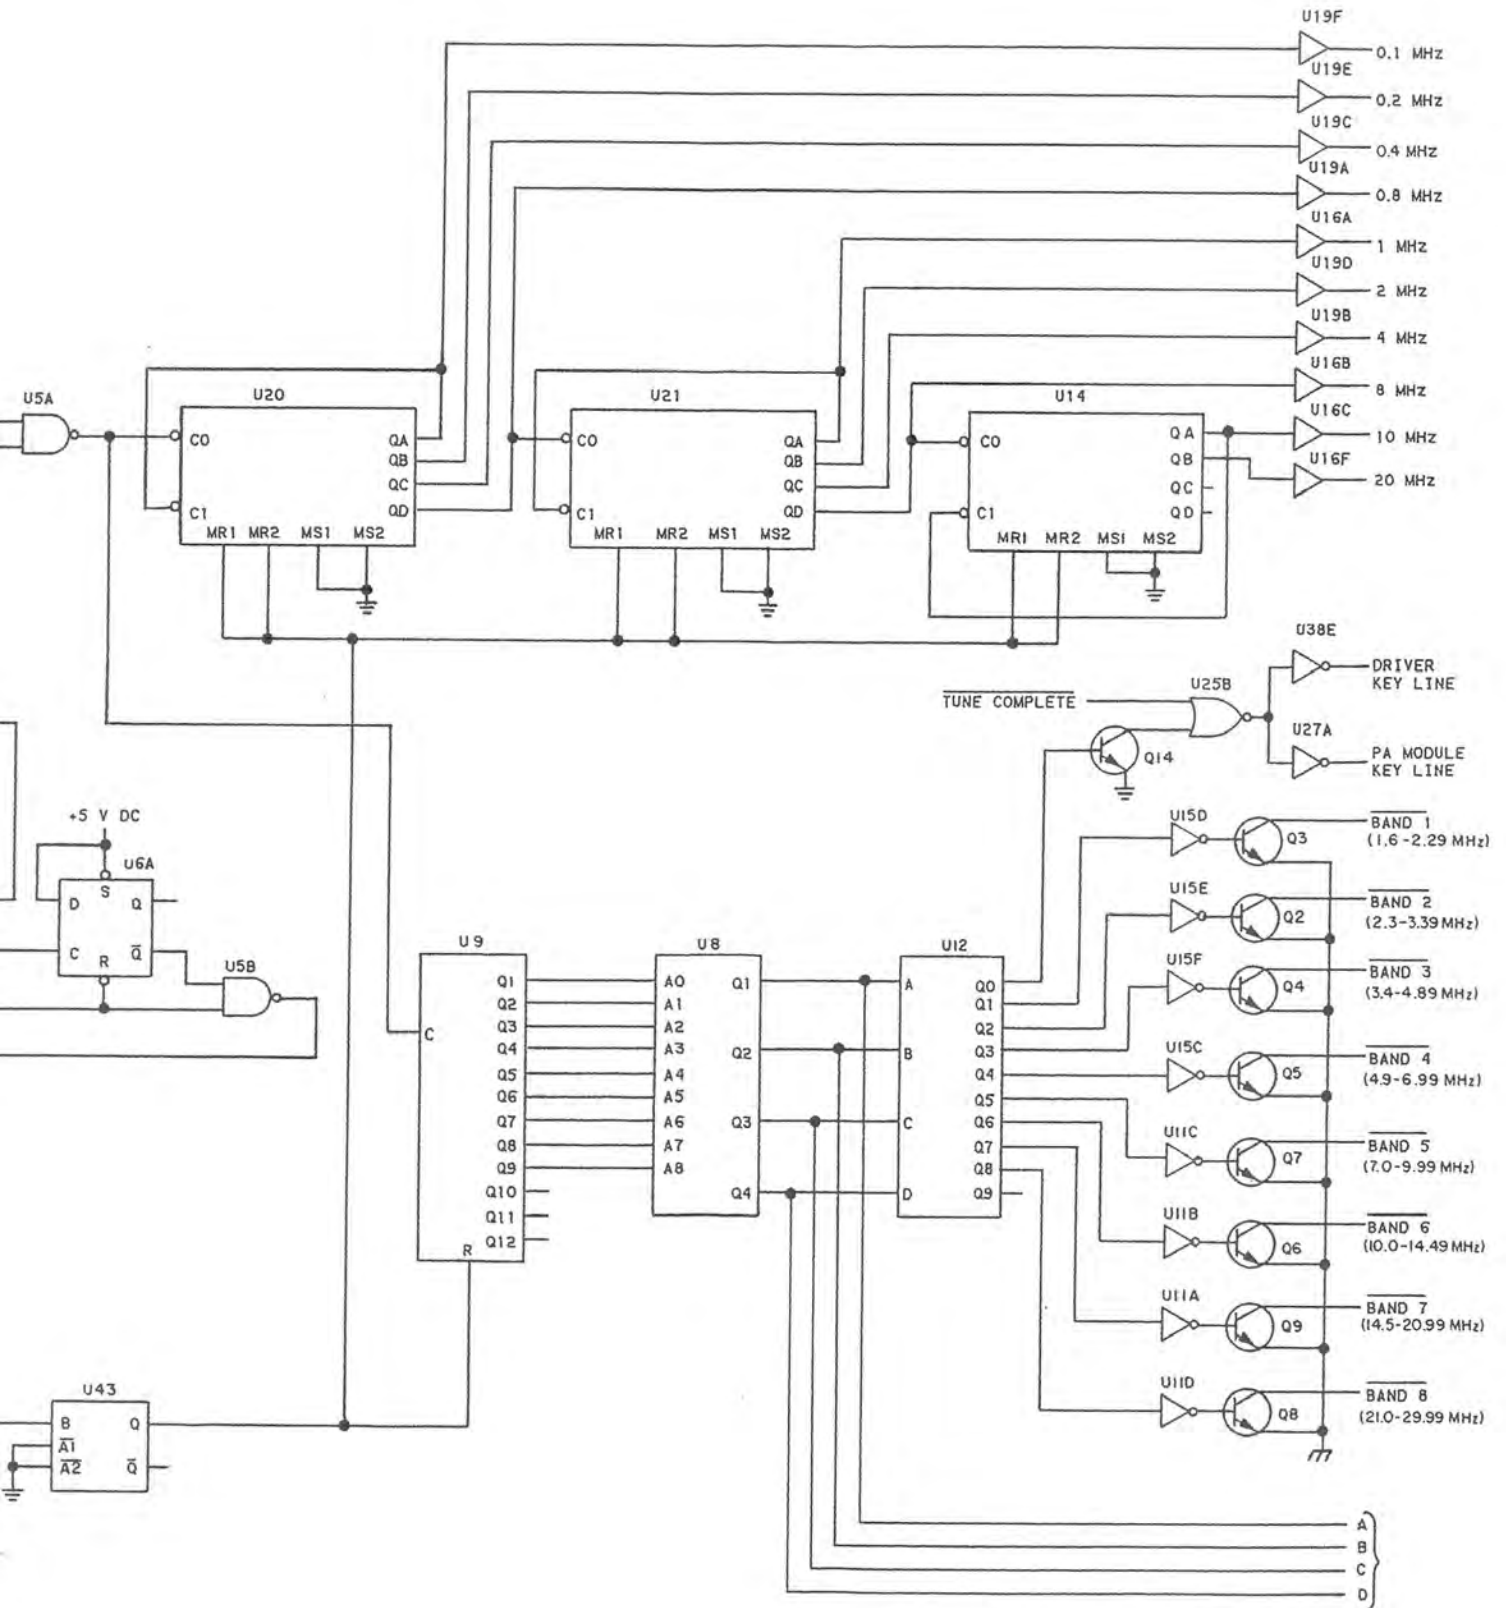 U19F
0.1 MHz
U19E
0.2 MHz
U19C
0.4 MHz
U19A
0.8 MHz
U16A
1 MHz
U19D
2 MHz
U19B
4 MHz
U16B
8 MHz
U16C
10 MHz
U16F
20 MHz
U5A
U20
C0
C1
QA
QB
QC
QD
MR1 MR2 MS1 MS2
U21
C0
C1
QA
QB
QC
QD
MR1 MR2 MS1 MS2
U14
C0
C1
QA
QB
QC
QD
MR1 MR2 MS1 MS2
U38E
DRIVER
KEY LINE
TUNE COMPLETE
U25B
Q14
U27A
PA MODULE
KEY LINE
+5 V DC
U6A
S
D Q
C Q
R
U5B
U9
C
Q1
Q2
Q3
Q4
Q5
Q6
Q7
Q8
Q9
Q10
Q11
Q12
R
U8
A0
A1
A2
A3
A4
A5
A6
A7
A8
Q1
Q2
Q3
Q4
U12
A
B
C
D
Q0
Q1
Q2
Q3
Q4
Q5
Q6
Q7
Q8
Q9
U15D
Q3
BAND 1
(1.6-2.29 MHz)
U15E
Q2
BAND 2
(2.3-3.39 MHz)
U15F
Q4
BAND 3
(3.4-4.89 MHz)
U15C
Q5
BAND 4
(4.9-6.99 MHz)
U11C
Q7
BAND 5
(7.0-9.99 MHz)
U11B
Q6
BAND 6
(10.0-14.49 MHz)
U11A
Q9
BAND 7
(14.5-20.99 MHz)
U11D
Q8
BAND 8
(21.0-29.99 MHz)
U43
B Q
A1
A2 Q
A
B
C
D